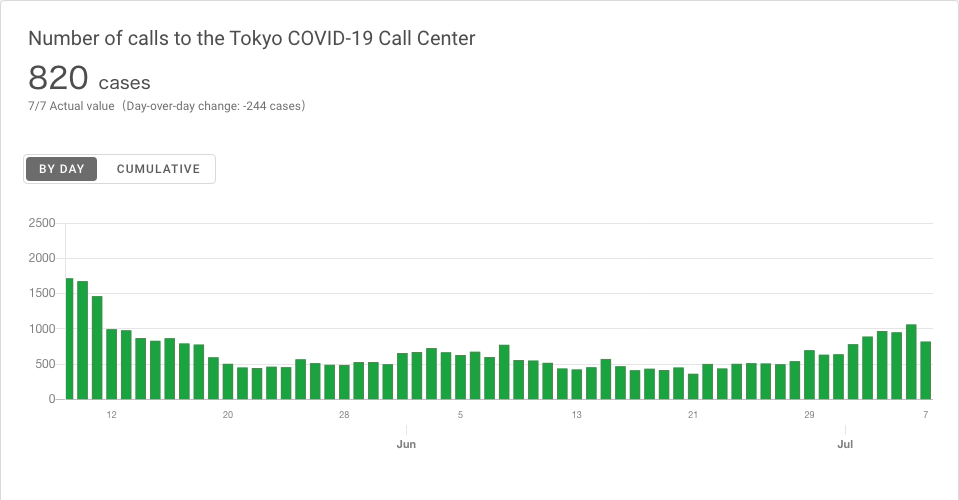 Number of calls to the Tokyo COVID-19 Call Center
820 cases
7/7 Actual value（Day-over-day change: -244 cases）
BY DAY CUMULATIVE
2500
2000
1500
1000
500
0
12 20 28 5 13 21 29 7
Jun Jul